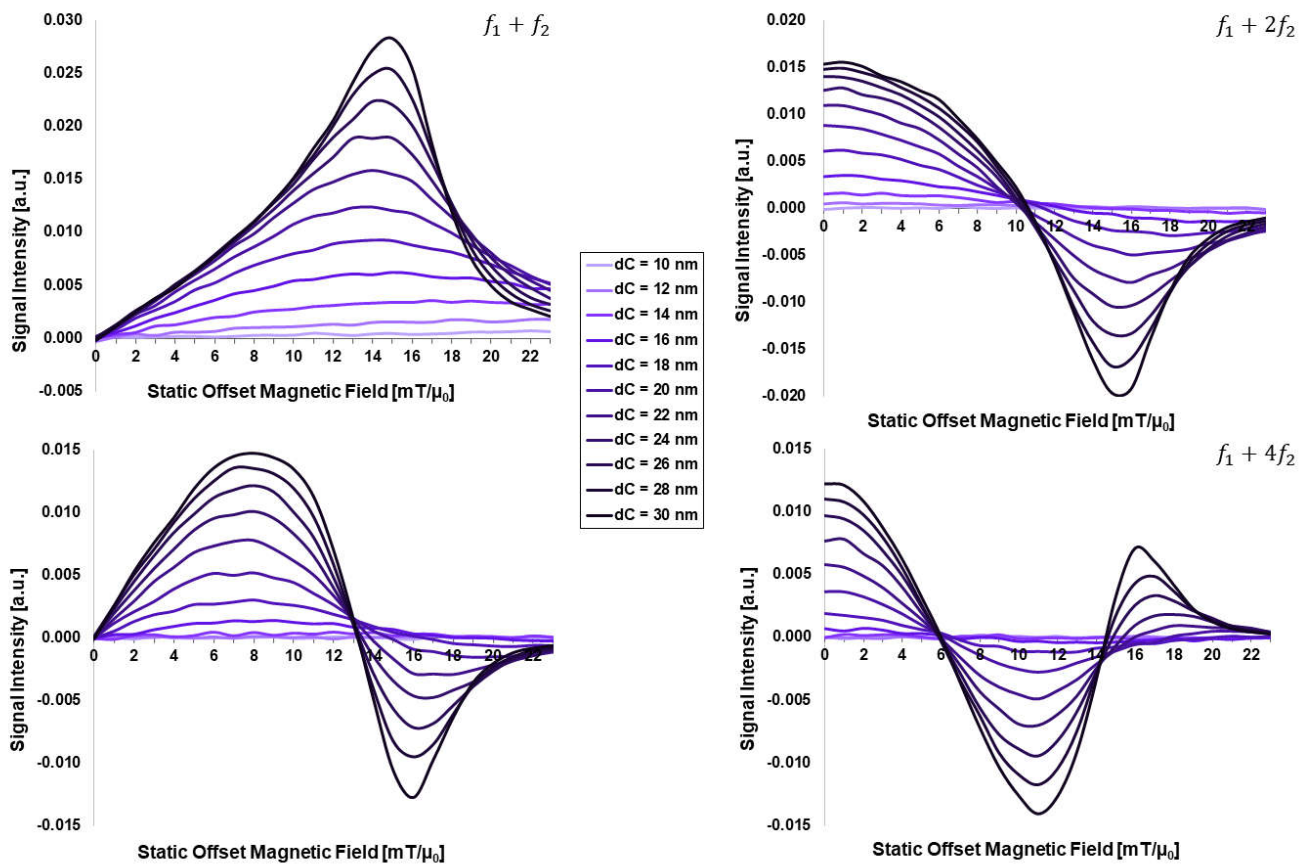 f₁ + f₂
0.030
0.025
0.020
0.015
0.010
0.005
0.000
-0.005
Signal Intensity [a.u.]
0 2 4 6 8 10 12 14 16 18 20 22
Static Offset Magnetic Field [mT/µ₀]
f₁ + 2f₂
0.020
0.015
0.010
0.005
0.000
-0.005
-0.010
-0.015
-0.020
Signal Intensity [a.u.]
0 2 4 6 8 10 12 14 16 18 20 22
Static Offset Magnetic Field [mT/µ₀]
dC = 10 nm
dC = 12 nm
dC = 14 nm
dC = 16 nm
dC = 18 nm
dC = 20 nm
dC = 22 nm
dC = 24 nm
dC = 26 nm
dC = 28 nm
dC = 30 nm
0.015
0.010
0.005
0.000
-0.005
-0.010
-0.015
Signal Intensity [a.u.]
0 2 4 6 8 10 12 14 16 18 20 22
Static Offset Magnetic Field [mT/µ₀]
f₁ + 4f₂
0.015
0.010
0.005
0.000
-0.005
-0.010
-0.015
Signal Intensity [a.u.]
0 2 4 6 8 10 12 14 16 18 20 22
Static Offset Magnetic Field [mT/µ₀]